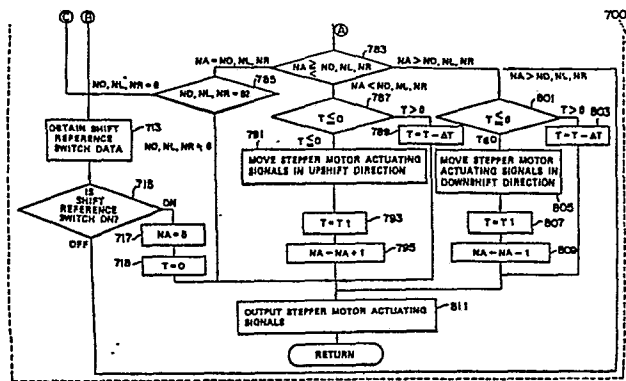 C B
A
700
783
NA ≧ NO, NL, NR
<
NA = NO, NL, NR
NA > NO, NL, NR
NA > NO, NL, NR
785
NO, NL, NR = 0?
NO, NL, NR = 0
NA < NO, NL, NR
787
T ≦ 0
T > 0
801
T ≦ 0
T > 0
803
OBTAIN SHIFT
REFERENCE
SWITCH DATA
713
NO, NL, NR ≠ 0
791
T ≦ 0
789
T = T - ΔT
T ≦ 0
T = T - ΔT
MOVE STEPPER MOTOR
ACTUATING
SIGNALS IN UPSHIFT DIRECTION
MOVE STEPPER MOTOR
ACTUATING SIGNALS IN
DOWNSHIFT DIRECTION
805
IS
SHIFT
REFERENCE
SWITCH ON?
715
ON
OFF
717
NA = 0
718
T = 0
T = T1
793
T = T1
807
NA = NA + 1
795
NA = NA - 1
809
OUTPUT STEPPER MOTOR ACTUATING
SIGNALS
811
RETURN